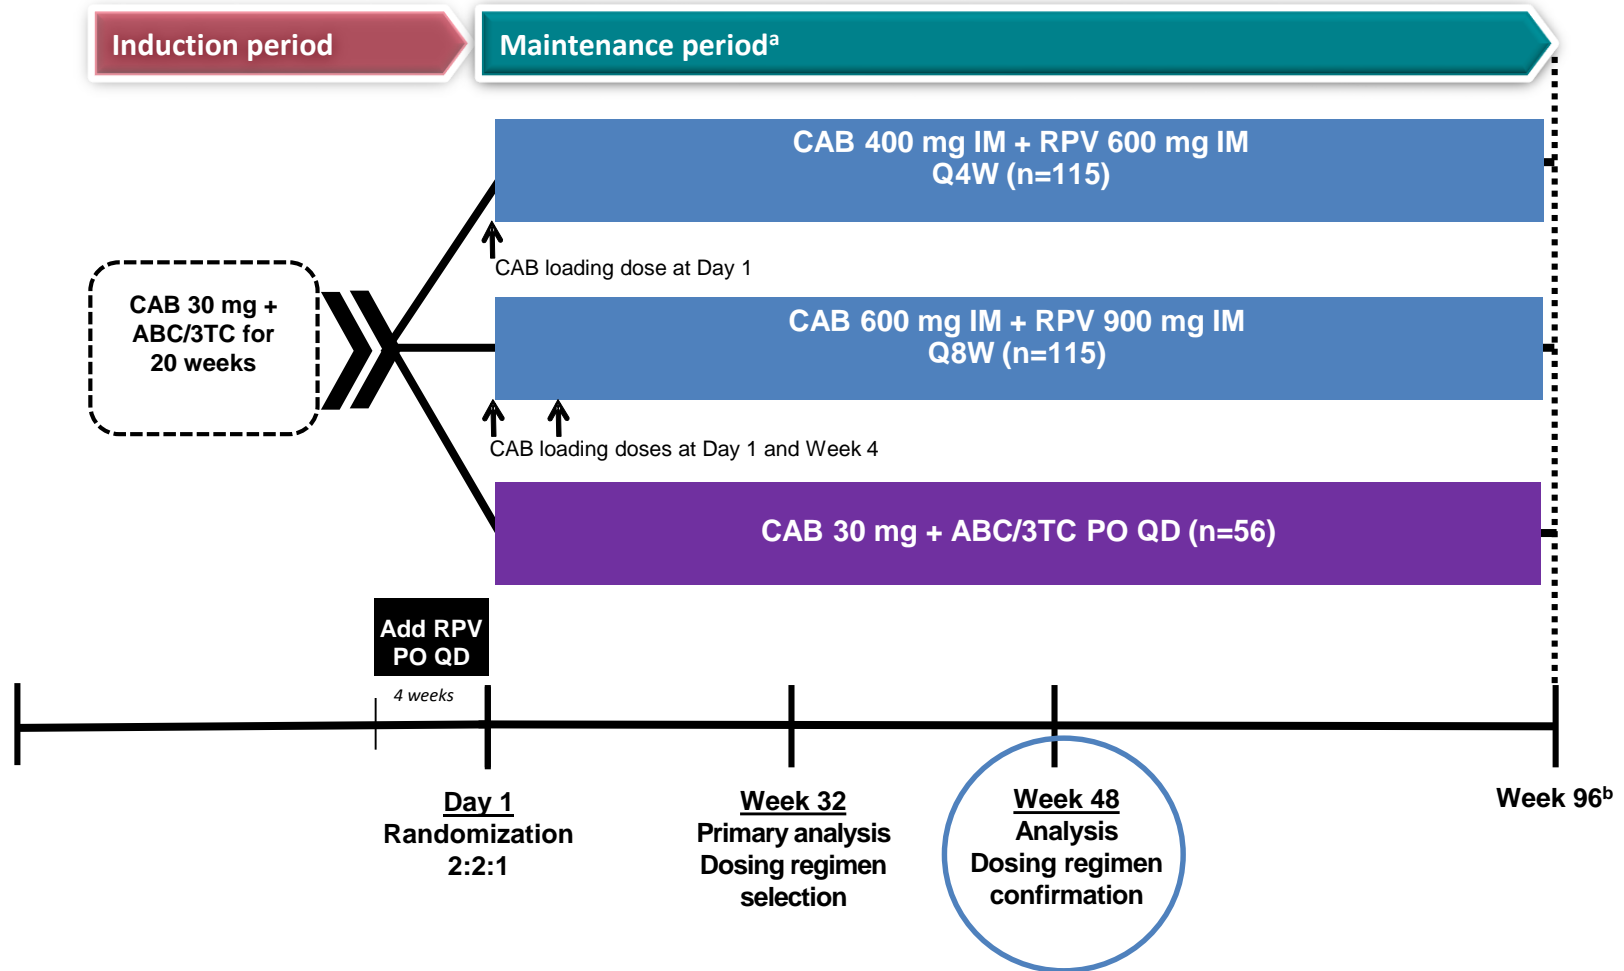 Induction period
Maintenance periodᵃ
CAB 400 mg IM + RPV 600 mg IM
Q4W (n=115)
CAB loading dose at Day 1
CAB 30 mg +
ABC/3TC for
20 weeks
CAB 600 mg IM + RPV 900 mg IM
Q8W (n=115)
CAB loading doses at Day 1 and Week 4
CAB 30 mg + ABC/3TC PO QD (n=56)
Add RPV
PO QD
4 weeks
Day 1
Randomization
2:2:1
Week 32
Primary analysis
Dosing regimen
selection
Week 48
Analysis
Dosing regimen
confirmation
Week 96ᵇ